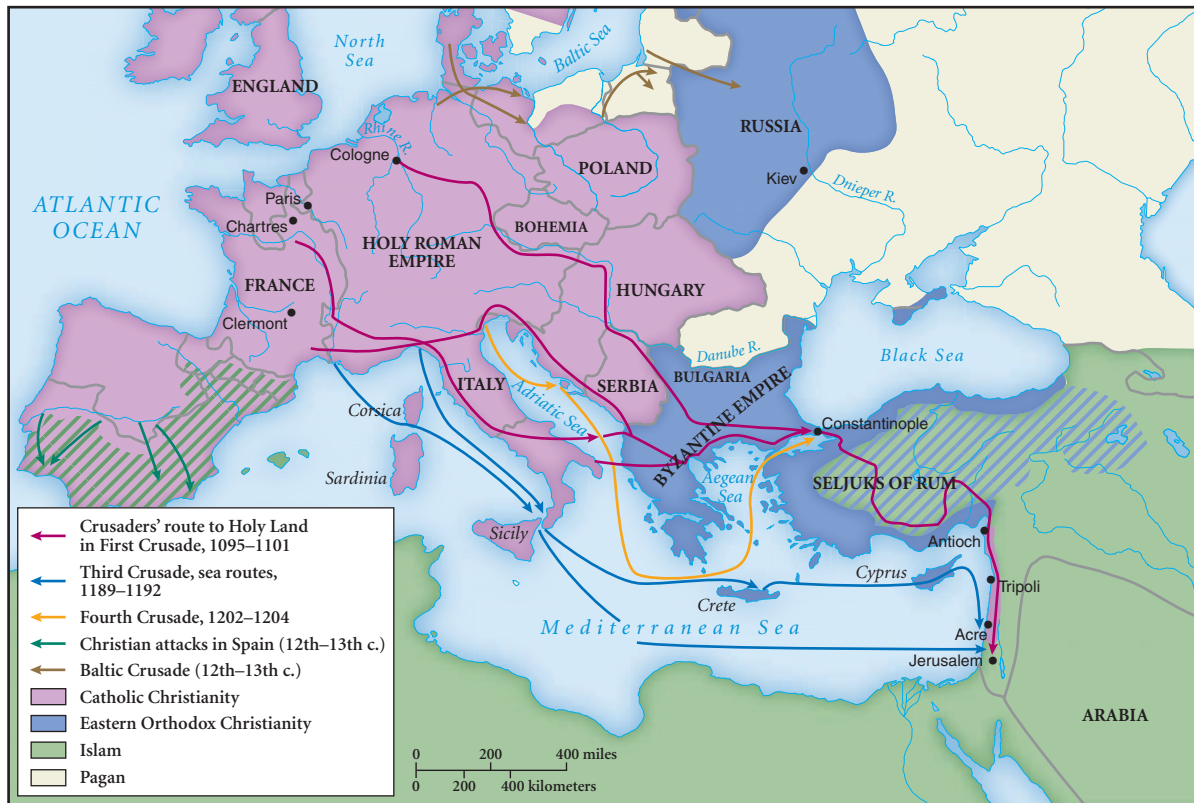 North
Sea
Baltic Sea
ENGLAND
RUSSIA
Rhine R.
Cologne
POLAND
Kiev
Dnieper R.
ATLANTIC
OCEAN
Paris
Chartres
BOHEMIA
HOLY ROMAN
EMPIRE
FRANCE
HUNGARY
Clermont
Danube R.
Black Sea
BULGARIA
ITALY
SERBIA
Adriatic Sea
Corsica
BYZANTINE EMPIRE
Constantinople
Sardinia
Aegean
Sea
SELJUKS OF RUM
Sicily
Antioch
Cyprus
Tripoli
Crete
Mediterranean Sea
Acre
Jerusalem
ARABIA
Crusaders' route to Holy Land
in First Crusade, 1095–1101
Third Crusade, sea routes,
1189–1192
Fourth Crusade, 1202–1204
Christian attacks in Spain (12th–13th c.)
Baltic Crusade (12th–13th c.)
Catholic Christianity
Eastern Orthodox Christianity
Islam
Pagan
0 200 400 miles
0 200 400 kilometers